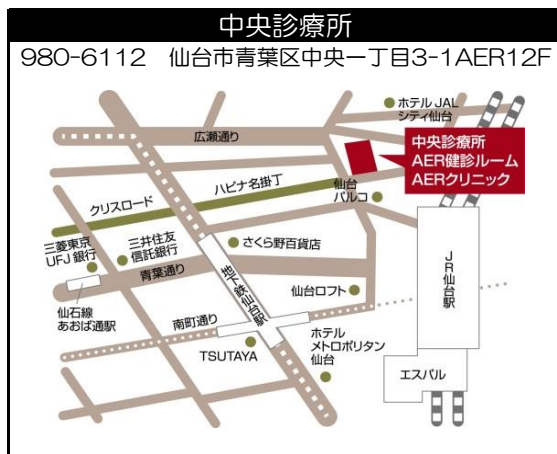 中央診療所
980-6112　仙台市青葉区中央一丁目3-1AER12F
ホテル JAL
シティ仙台
広瀬通り
中央診療所
AER健診ルーム
AERクリニック
ハピナ名掛丁
クリスロード
仙台
パルコ
三菱東京
UFJ 銀行
三井住友
信託銀行
さくら野百貨店
青葉通り
地下鉄仙台駅
JR仙台駅
仙石線
あおば通駅
仙台ロフト
南町通り
TSUTAYA
ホテル
メトロポリタン
仙台
エスパル